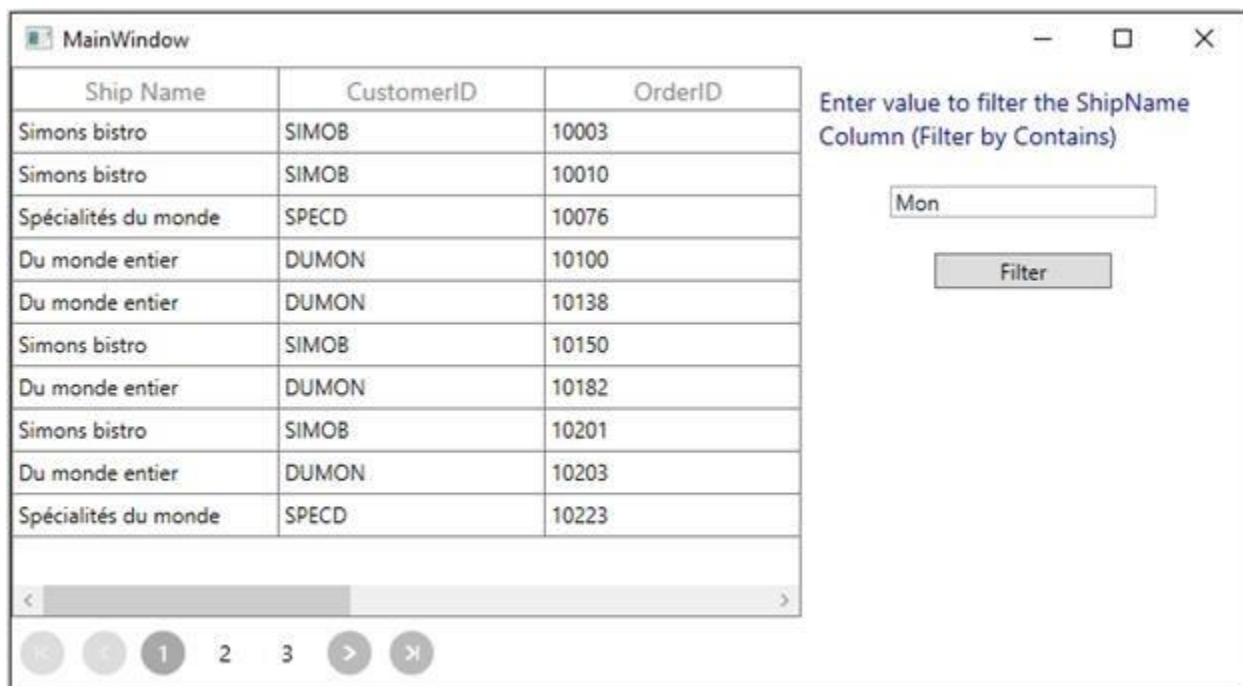 MainWindow
Ship Name CustomerID OrderID
Simons bistro SIMOB 10003
Simons bistro SIMOB 10010
Spécialités du monde SPECD 10076
Du monde entier DUMON 10100
Du monde entier DUMON 10138
Simons bistro SIMOB 10150
Du monde entier DUMON 10182
Simons bistro SIMOB 10201
Du monde entier DUMON 10203
Spécialités du monde SPECD 10223
1 2 3
Enter value to filter the ShipName
Column (Filter by Contains)
Mon
Filter